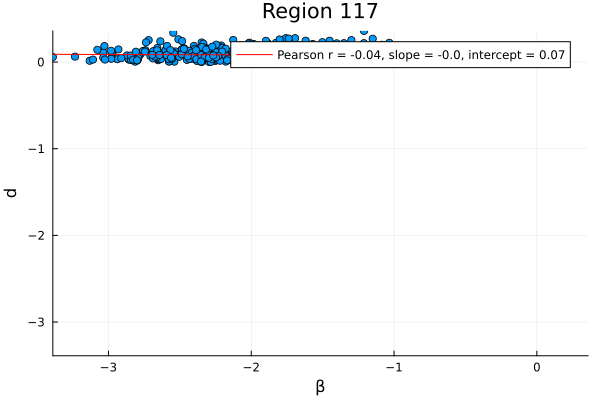 Region 117
Pearson r = -0.04, slope = -0.0, intercept = 0.07
d
0
−1
−2
−3
−3
−2
−1
0
β